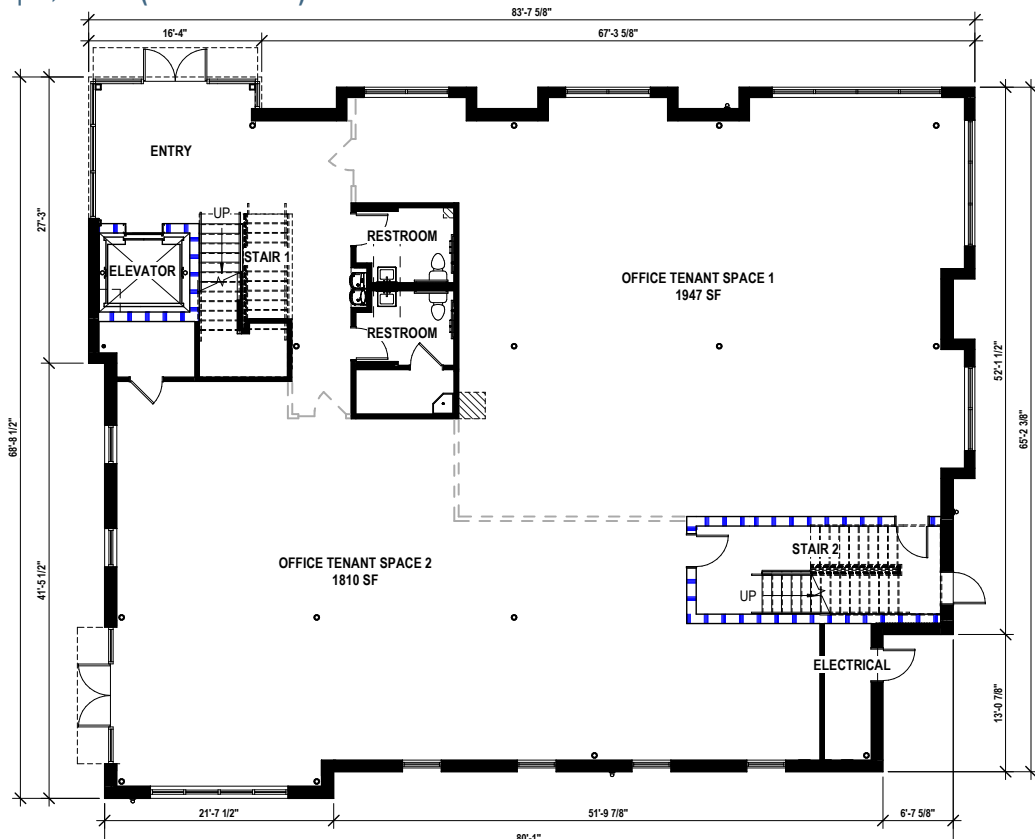 83'-7 5/8"
16'-4"
67'-3 5/8"
ENTRY
27'-3"
UP
STAIR 1
RESTROOM
ELEVATOR
OFFICE TENANT SPACE 1
1947 SF
RESTROOM
52'-1 1/2"
68'-8 1/2"
65'-2 3/8"
41'-5 1/2"
OFFICE TENANT SPACE 2
1810 SF
STAIR 2
UP
ELECTRICAL
13'-0 7/8"
21'-7 1/2"
51'-9 7/8"
6'-7 5/8"
80'-1"